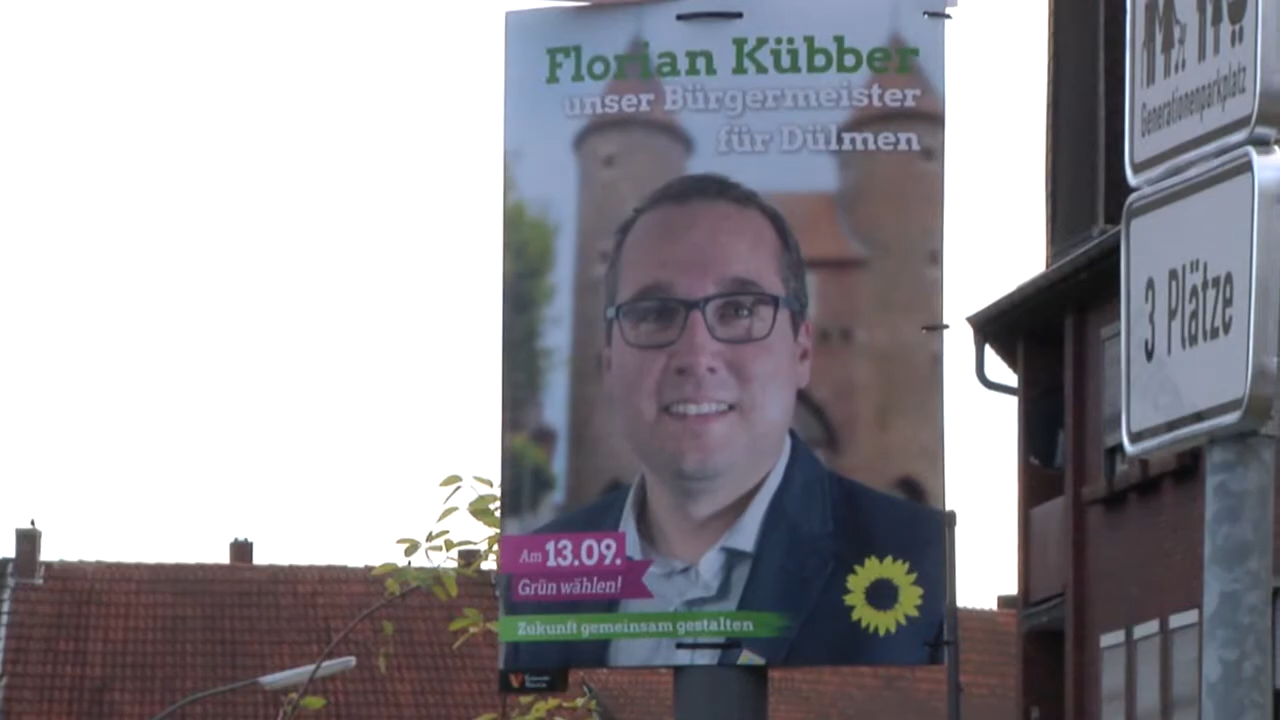 Florian Kübber
unser Bürgermeister
für Dülmen
Am 13.09.
Grün wählen!
Zukunft gemeinsam gestalten
Generationenparkplatz
3 Plätze